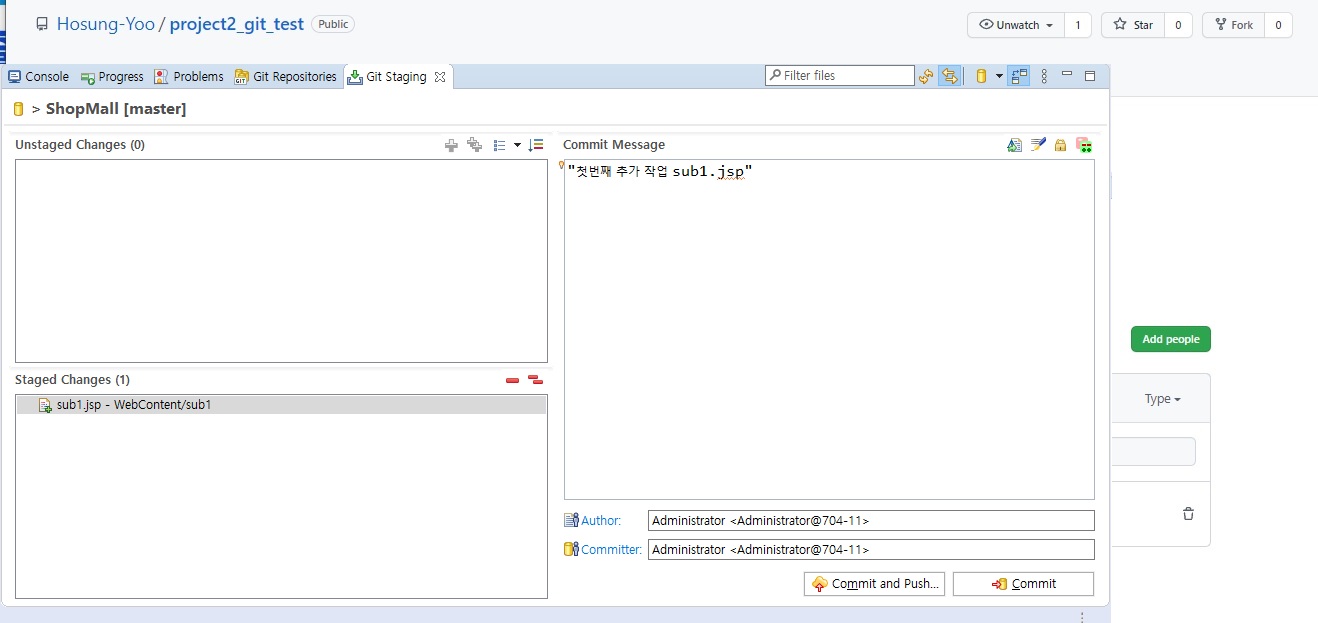 Hosung-Yoo / project2_git_test Public
Unwatch 1 Star 0 Fork 0
Console Progress Problems Git Repositories Git Staging Filter files
> ShopMall [master]
Unstaged Changes (0)
Commit Message
"첫번째 추가 작업 sub1.jsp"
Add people
Staged Changes (1)
Type
sub1.jsp - WebContent/sub1
Author: Administrator <Administrator@704-11>
Committer: Administrator <Administrator@704-11>
Commit and Push... Commit